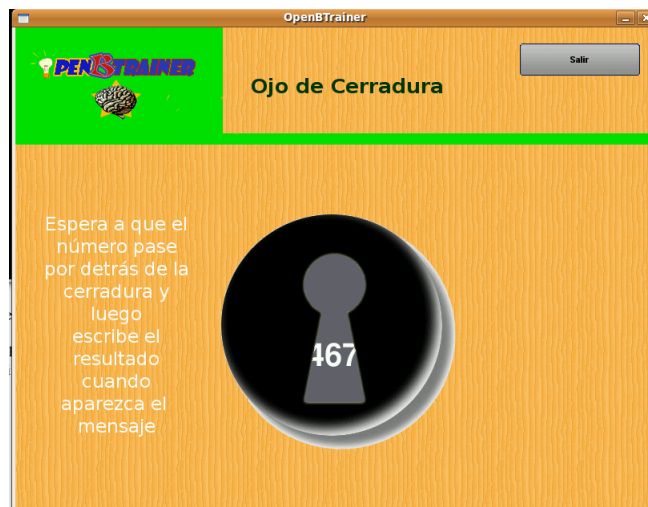 OpenBTrainer
PENBTRAINER
Ojo de Cerradura
Salir
Espera a que el
número pase
por detrás de la
cerradura y
luego
escribe el
resultado
cuando
aparezca el
mensaje
467